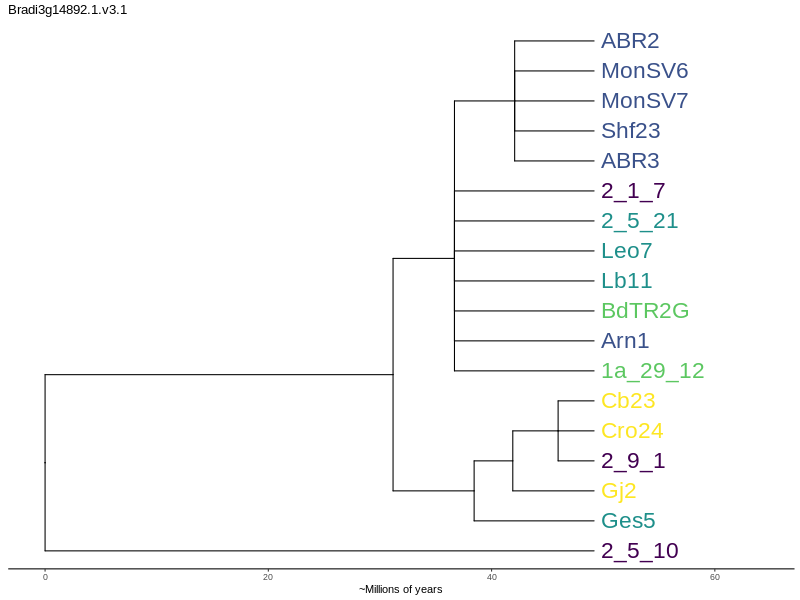 Bradi3g14892.1.v3.1
ABR2
MonSV6
MonSV7
Shf23
ABR3
2_1_7
2_5_21
Leo7
Lb11
BdTR2G
Arn1
1a_29_12
Cb23
Cro24
2_9_1
Gj2
Ges5
2_5_10
0 20 40 60
~Millions of years